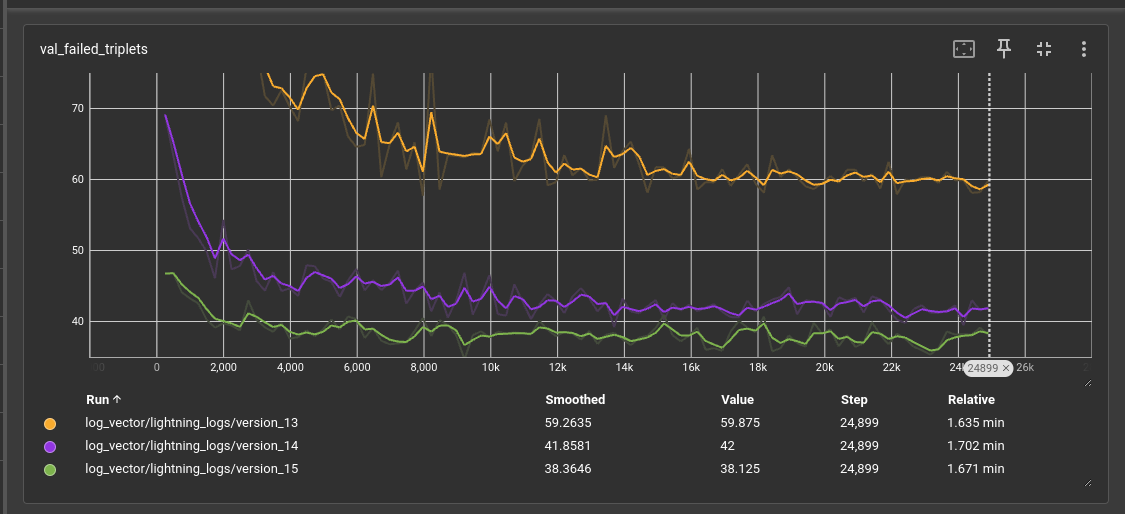 val_failed_triplets
70
60
50
40
0 2,000 4,000 6,000 8,000 10k 12k 14k 16k 18k 20k 22k 24k 24899 × 26k
Run ↑ Smoothed Value Step Relative
log_vector/lightning_logs/version_13 59.2635 59.875 24,899 1.635 min
log_vector/lightning_logs/version_14 41.8581 42 24,899 1.702 min
log_vector/lightning_logs/version_15 38.3646 38.125 24,899 1.671 min